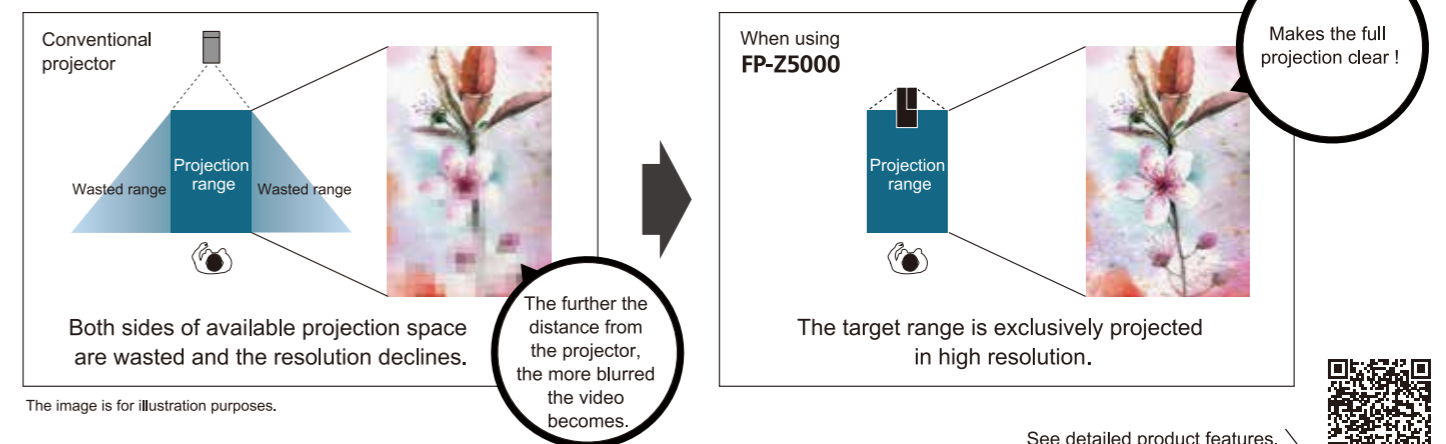 Conventional
projector
Wasted range
Projection
range
Wasted range
Both sides of available projection space
are wasted and the resolution declines.
The further the
distance from
the projector,
the more blurred
the video
becomes.
The image is for illustration purposes.
When using
FP-Z5000
Projection
range
Makes the full
projection clear !
The target range is exclusively projected
in high resolution.
See detailed product features. \